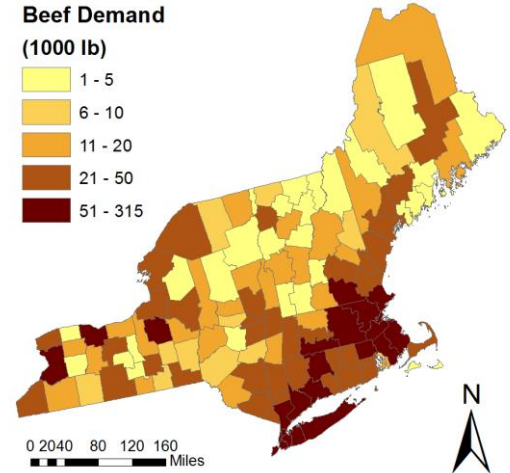 Beef Demand
(1000 lb)
1 - 5
6 - 10
11 - 20
21 - 50
51 - 315
N
0 2040 80 120 160
Miles